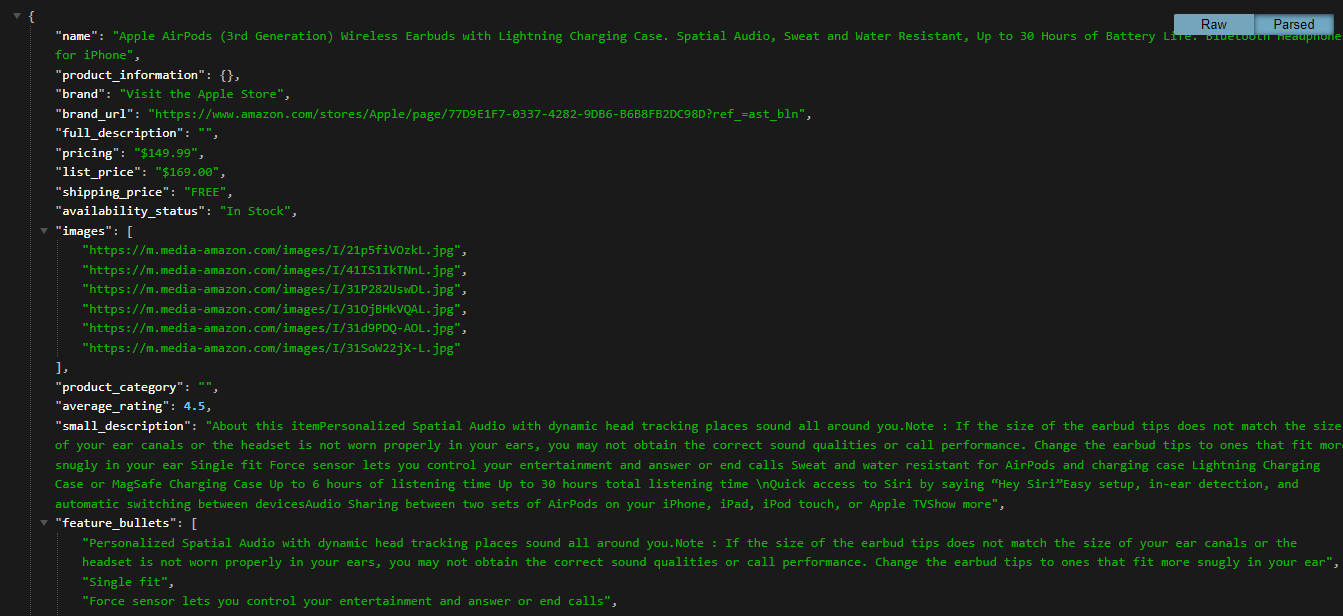 {
Raw Parsed
"name": "Apple AirPods (3rd Generation) Wireless Earbuds with Lightning Charging Case. Spatial Audio, Sweat and Water Resistant, Up to 30 Hours of Battery Life. Bluetooth Headphones
for iPhone",
"product_information": {},
"brand": "Visit the Apple Store",
"brand_url": "https://www.amazon.com/stores/Apple/page/77D9E1F7-0337-4282-9DB6-B6B8FB2DC98D?ref_=ast_bln",
"full_description": "",
"pricing": "$149.99",
"list_price": "$169.00",
"shipping_price": "FREE",
"availability_status": "In Stock",
"images": [
"https://m.media-amazon.com/images/I/21p5fiVOzkL.jpg",
"https://m.media-amazon.com/images/I/41IS1IkTNnL.jpg",
"https://m.media-amazon.com/images/I/31P282UswDL.jpg",
"https://m.media-amazon.com/images/I/31OjBHkVQAL.jpg",
"https://m.media-amazon.com/images/I/31d9PDQ-AOL.jpg",
"https://m.media-amazon.com/images/I/31SoW22jX-L.jpg"
],
"product_category": "",
"average_rating": 4.5,
"small_description": "About this itemPersonalized Spatial Audio with dynamic head tracking places sound all around you.Note : If the size of the earbud tips does not match the size
of your ear canals or the headset is not worn properly in your ears, you may not obtain the correct sound qualities or call performance. Change the earbud tips to ones that fit more
snugly in your ear Single fit Force sensor lets you control your entertainment and answer or end calls Sweat and water resistant for AirPods and charging case Lightning Charging
Case or MagSafe Charging Case Up to 6 hours of listening time Up to 30 hours total listening time \nQuick access to Siri by saying “Hey Siri”Easy setup, in-ear detection, and
automatic switching between devicesAudio Sharing between two sets of AirPods on your iPhone, iPad, iPod touch, or Apple TVShow more",
"feature_bullets": [
"Personalized Spatial Audio with dynamic head tracking places sound all around you.Note : If the size of the earbud tips does not match the size of your ear canals or the
headset is not worn properly in your ears, you may not obtain the correct sound qualities or call performance. Change the earbud tips to ones that fit more snugly in your ear",
"Single fit",
"Force sensor lets you control your entertainment and answer or end calls",